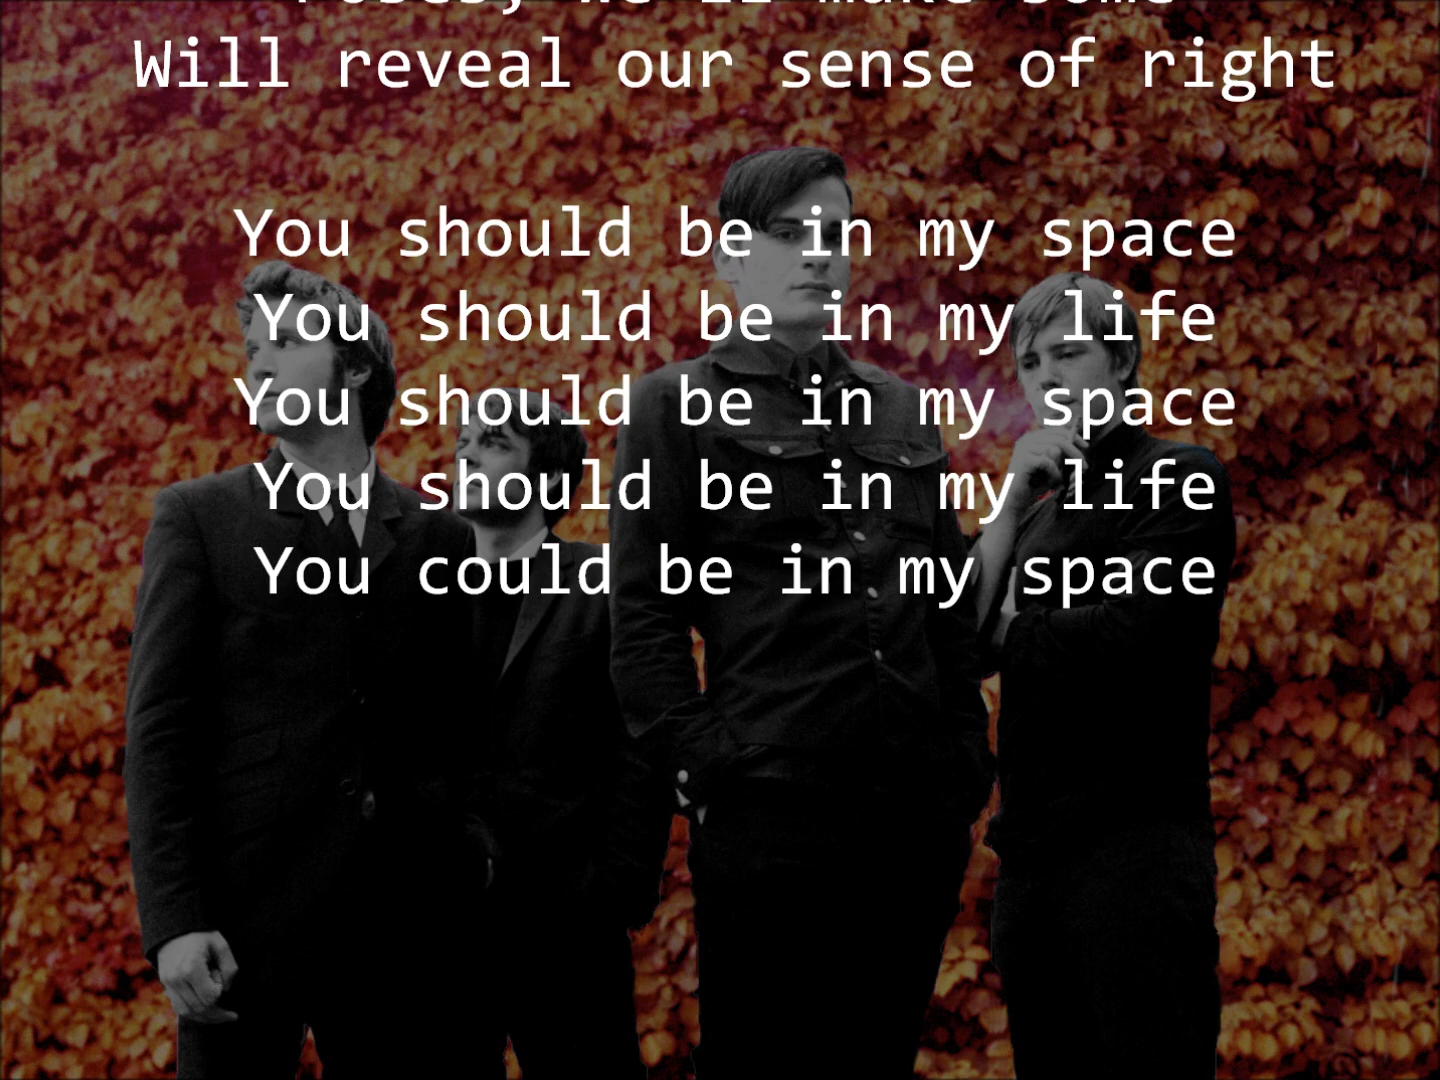 Will reveal our sense of right
You should be in my space
You should be in my life
You should be in my space
You should be in my life
You could be in my space